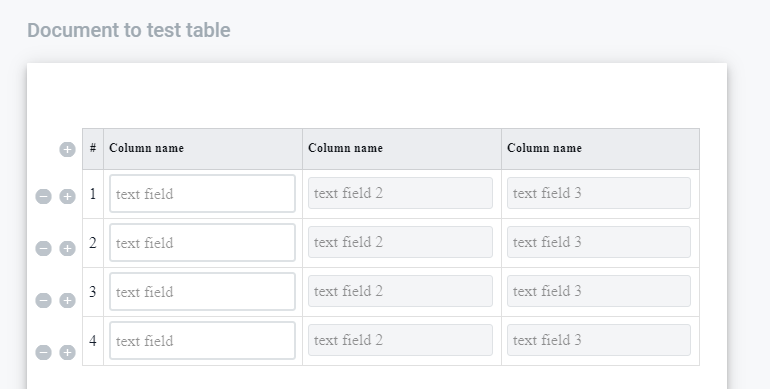 Document to test table
# Column name Column name Column name
1 text field text field 2 text field 3
2 text field text field 2 text field 3
3 text field text field 2 text field 3
4 text field text field 2 text field 3